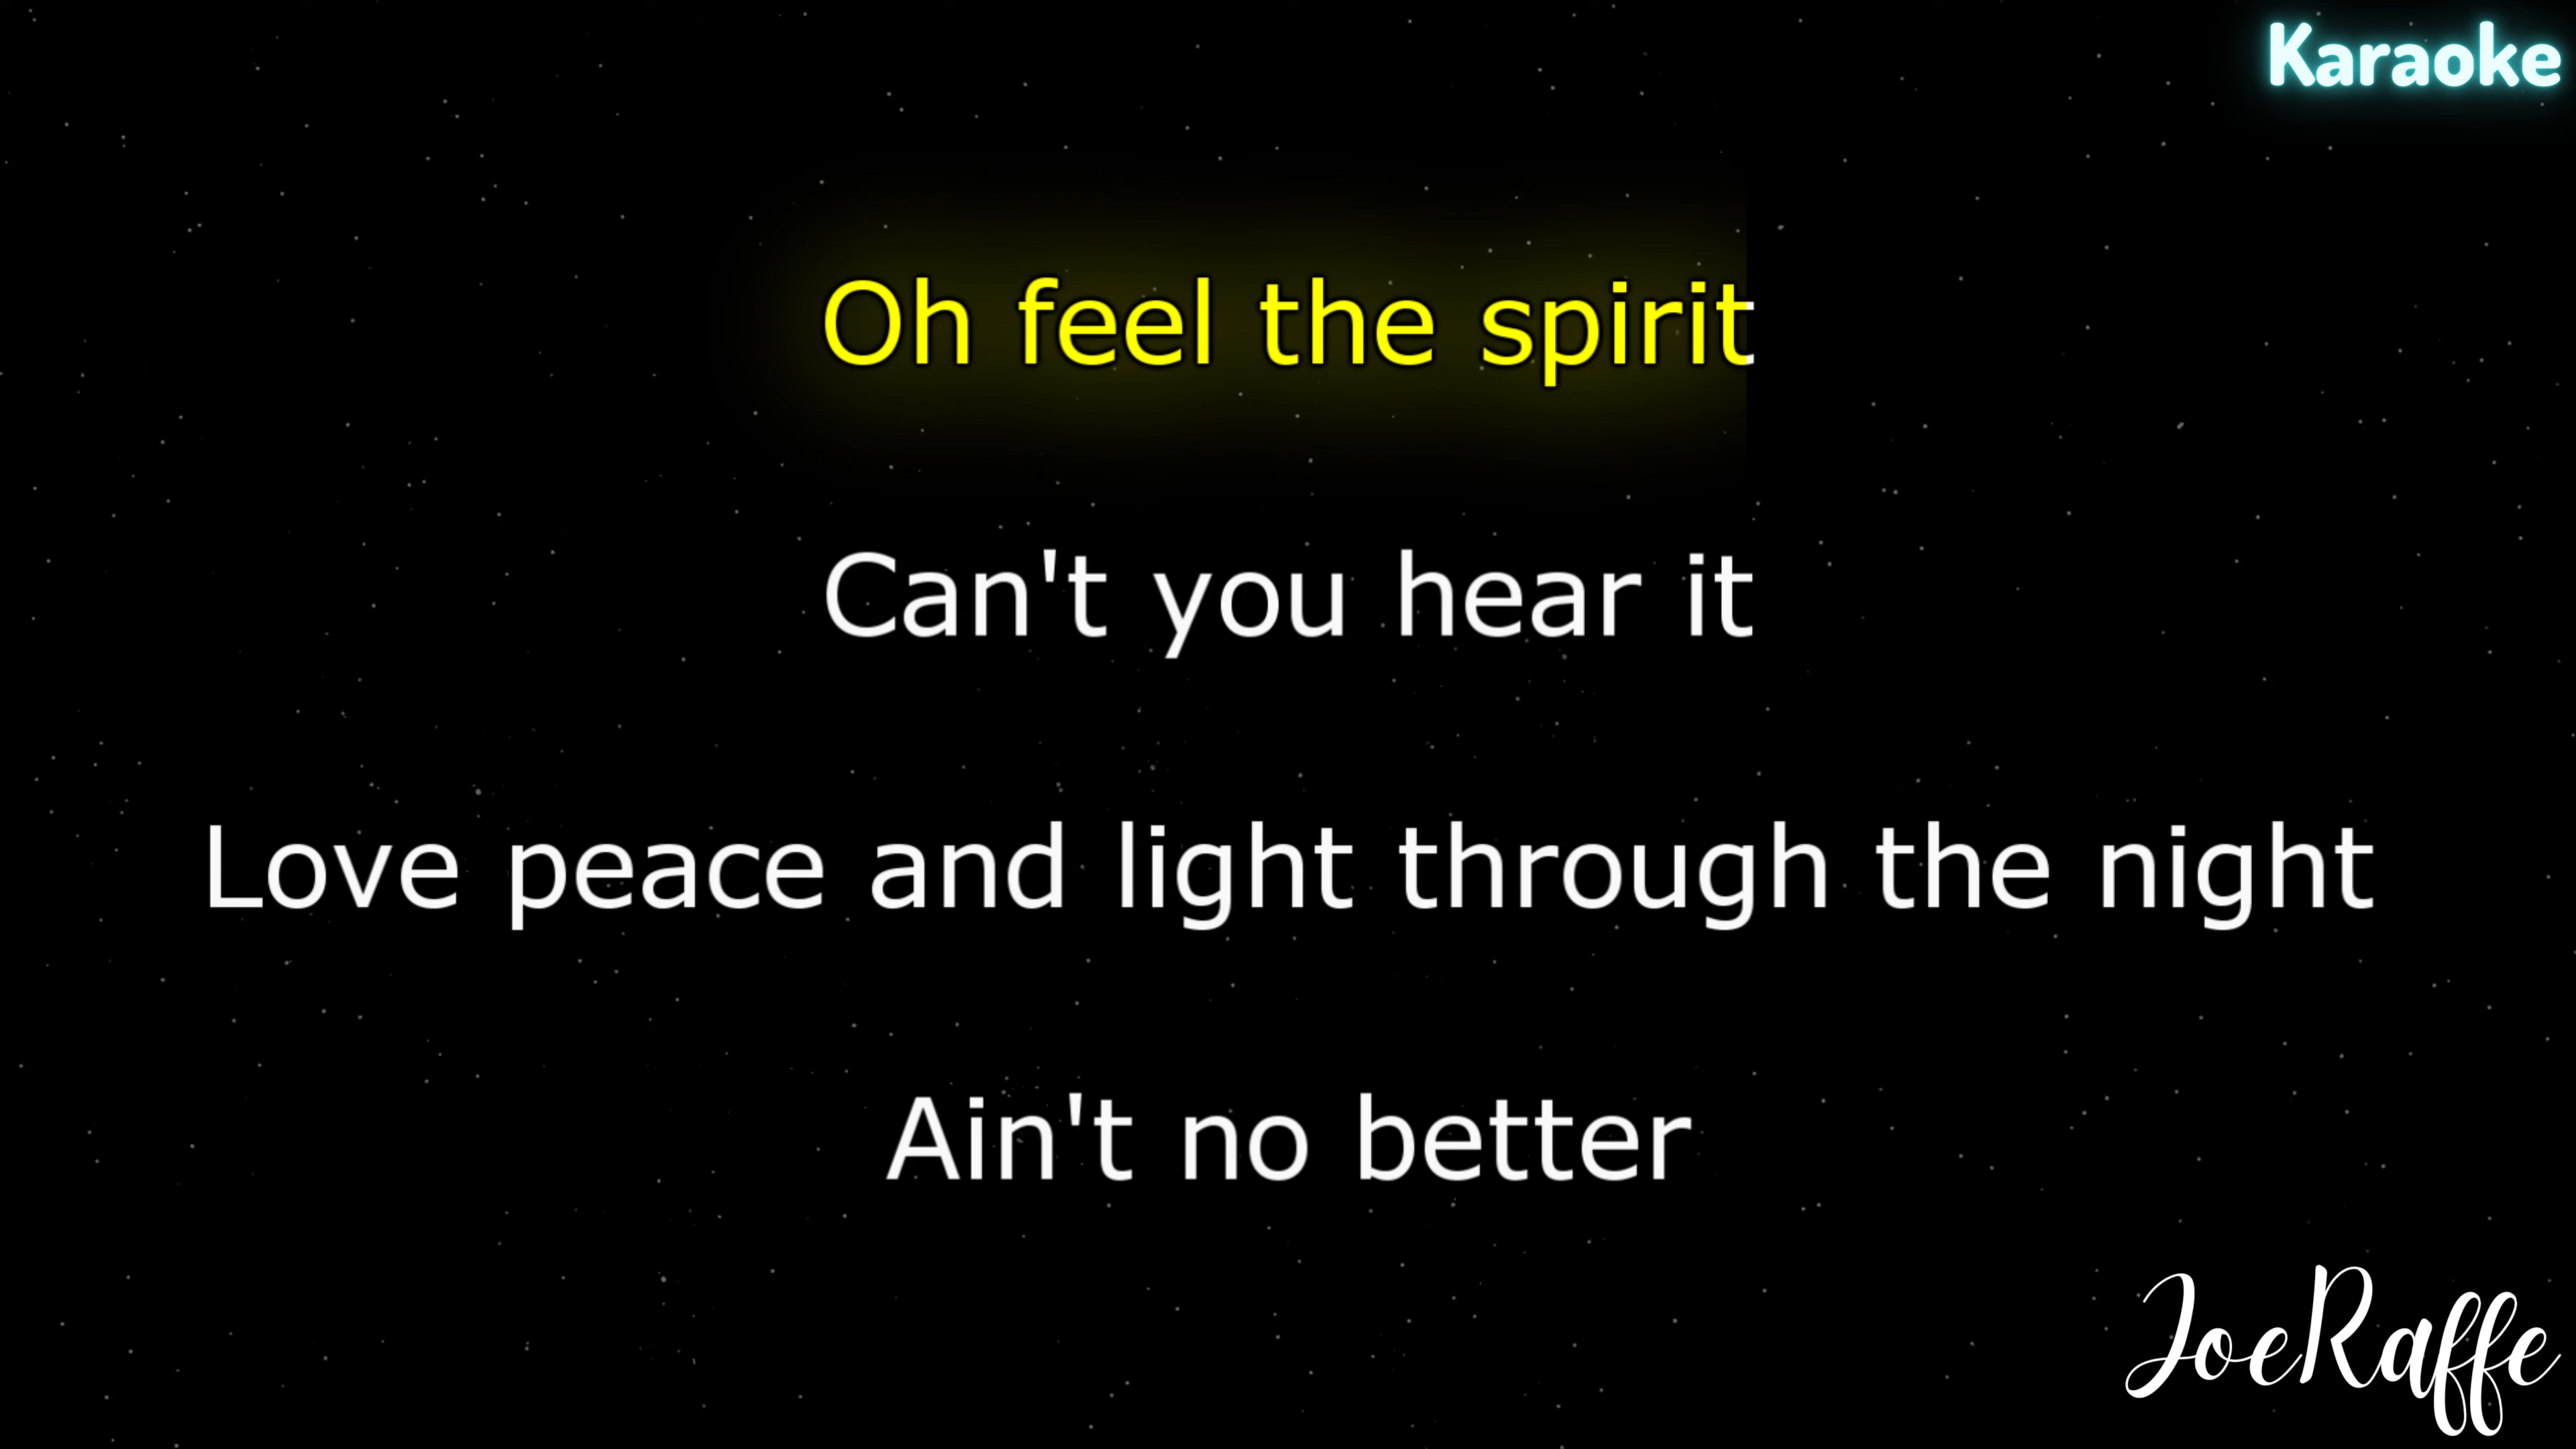 Karaoke
Oh feel the spirit
Can't you hear it
Love peace and light through the night
Ain't no better
JoeRaffe